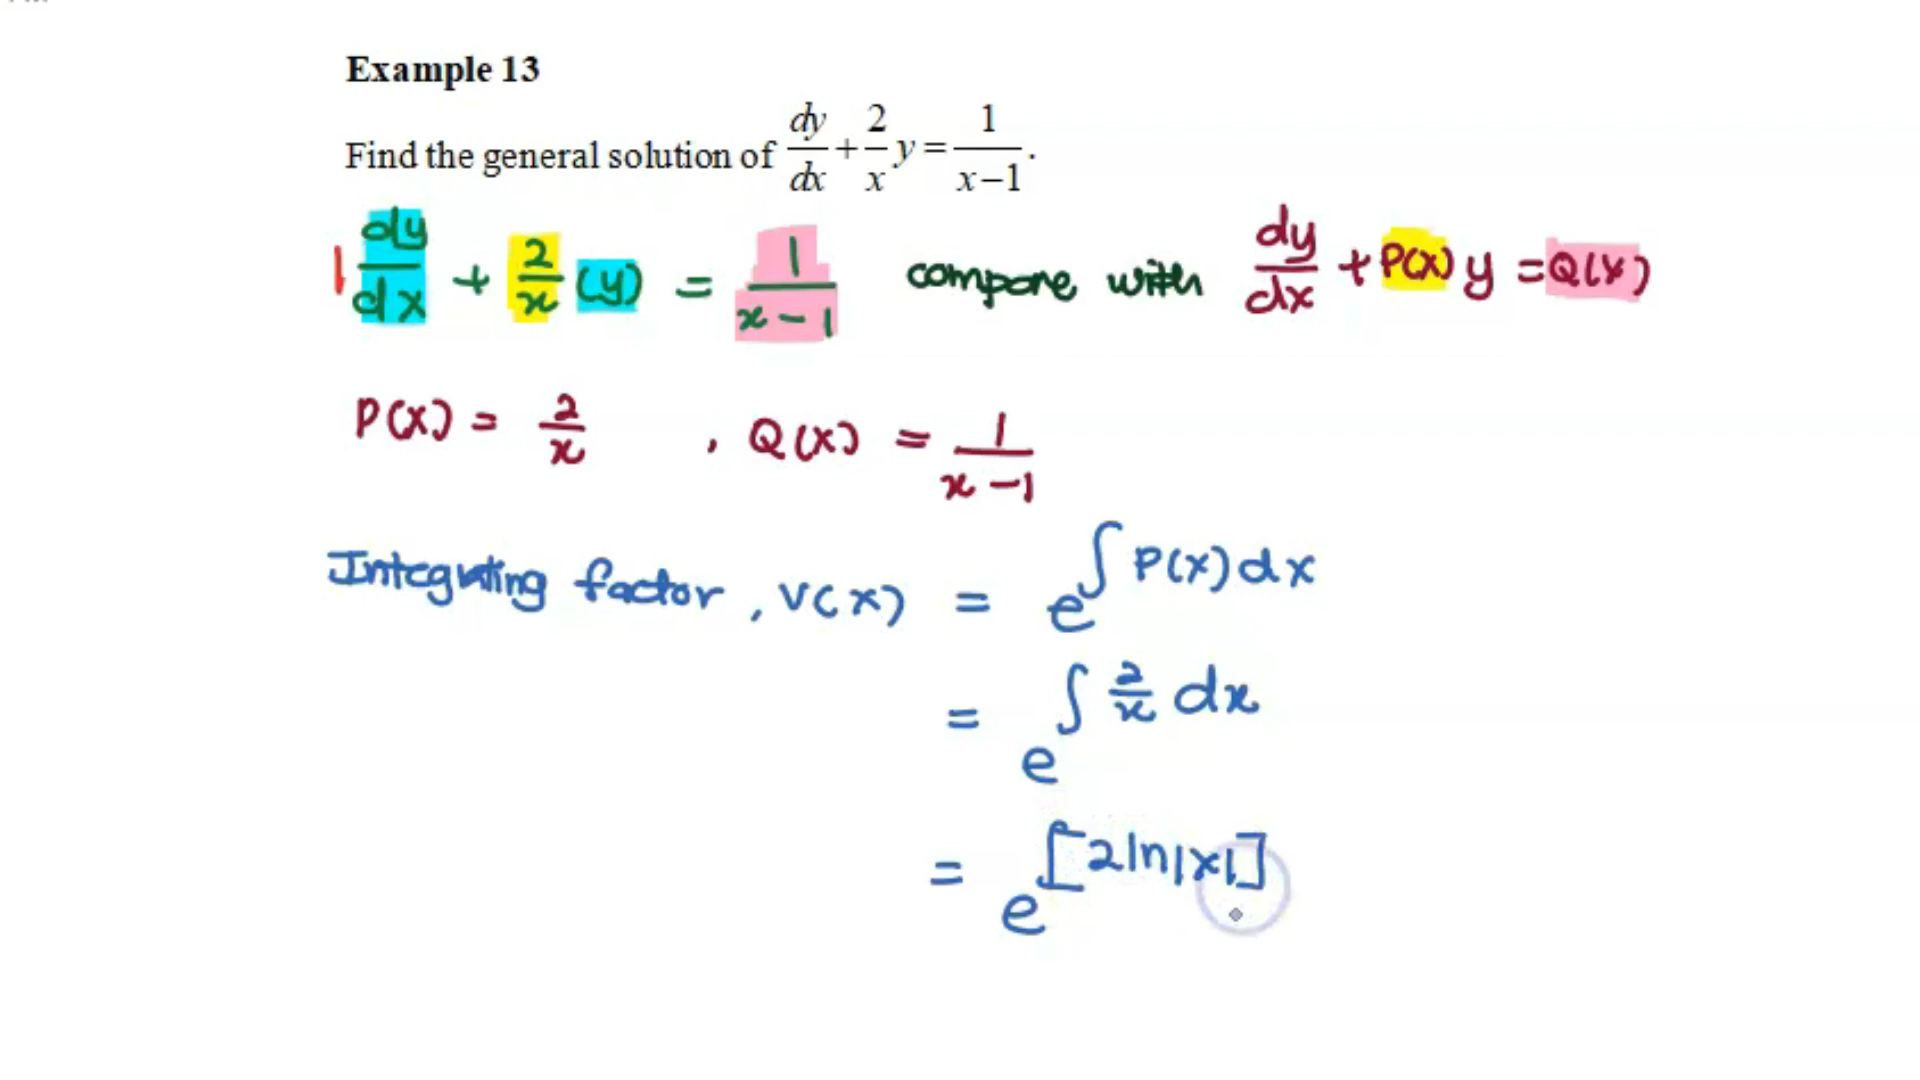 Example 13
Find the general solution of dy/dx + 2/x y = 1/(x−1).
1 dy/dx + 2/x (y) = 1/(x−1) compare with dy/dx + P(x) y = Q(x)
P(x) = 2/x , Q(x) = 1/(x−1)
Integrating factor, V(x) = e^∫P(x)dx
= e^∫ 2/x dx
= e^[2ln|x|]